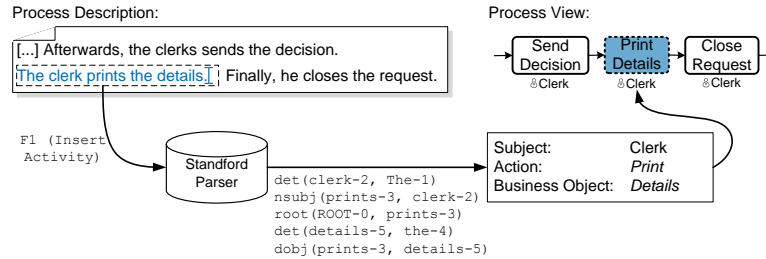 Process Description:
[...] Afterwards, the clerks sends the decision.
The clerk prints the details. Finally, he closes the request.
Process View:
Send Decision
Clerk
Print Details
Clerk
Close Request
Clerk
F1 (Insert
Activity)
Standford
Parser
det(clerk-2, The-1)
nsubj(prints-3, clerk-2)
root(ROOT-0, prints-3)
det(details-5, the-4)
dobj(prints-3, details-5)
Subject: Clerk
Action: Print
Business Object: Details